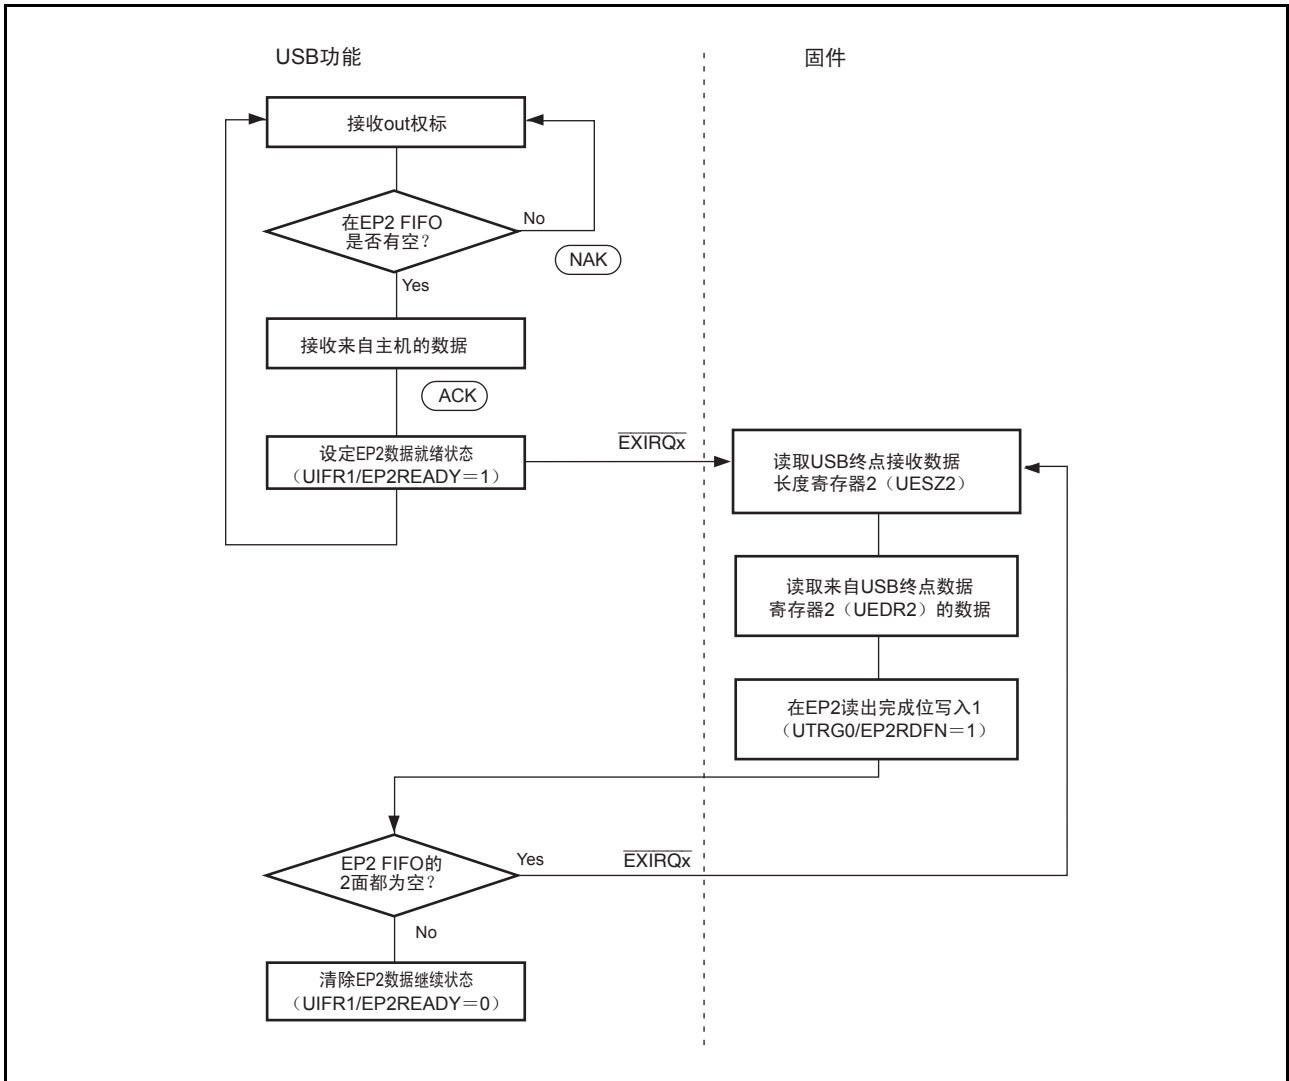 USB功能
固件
接收out权标
在EP2 FIFO
是否有空？
No
NAK
Yes
接收来自主机的数据
ACK
设定EP2数据就绪状态
（UIFR1/EP2READY＝1）
EXIRQx
读取USB终点接收数据
长度寄存器2（UESZ2）
读取来自USB终点数据
寄存器2（UEDR2）的数据
在EP2读出完成位写入1
（UTRG0/EP2RDFN＝1）
EP2 FIFO的
2面都为空？
Yes
EXIRQx
No
清除EP2数据继续状态
（UIFR1/EP2READY＝0）